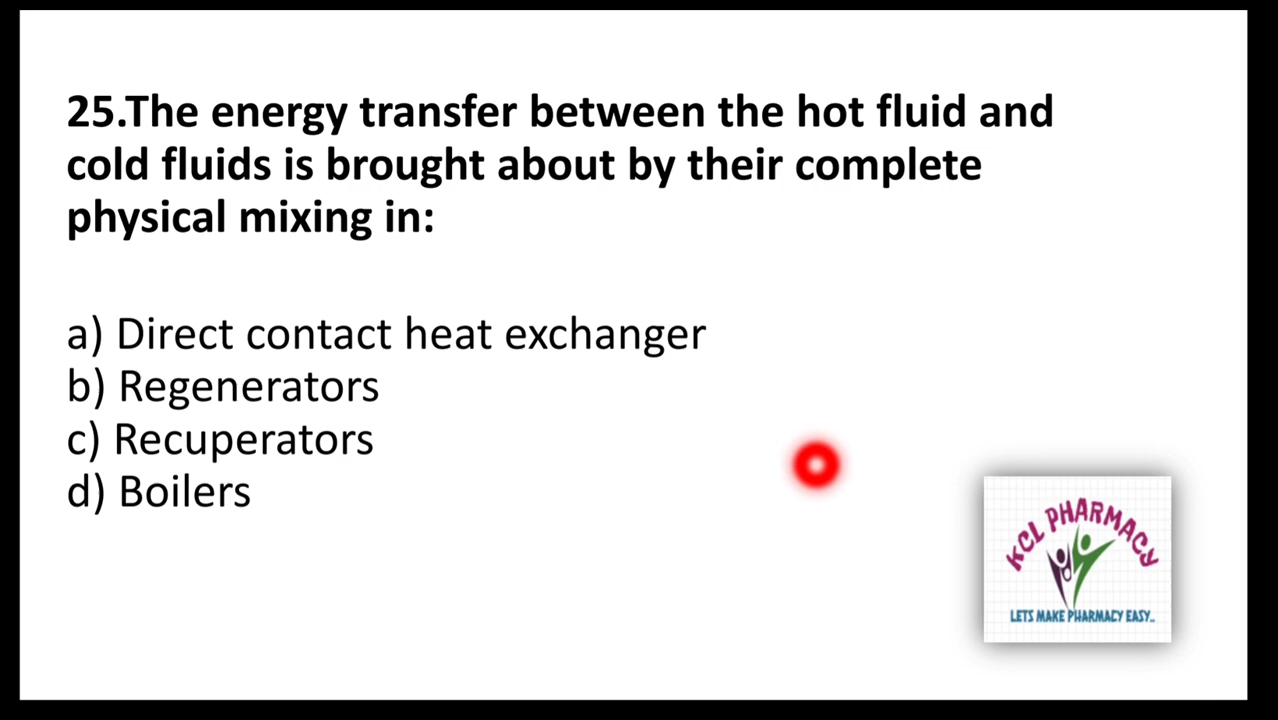 25.The energy transfer between the hot fluid and
cold fluids is brought about by their complete
physical mixing in:
a) Direct contact heat exchanger
b) Regenerators
c) Recuperators
d) Boilers
KCL PHARMACY
LETS MAKE PHARMACY EASY..